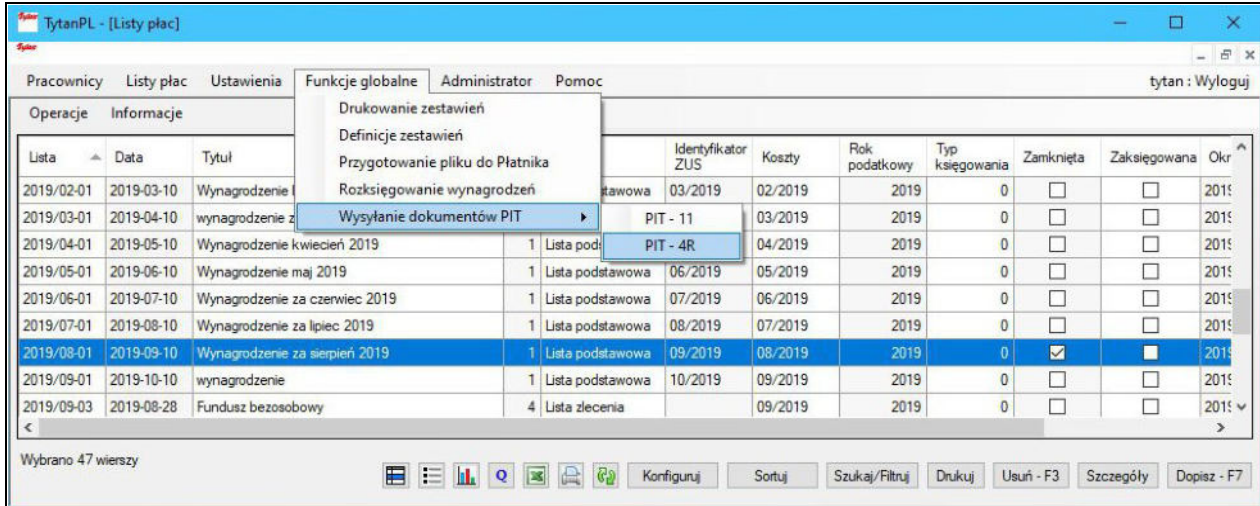 Tytan TytanPL - [Listy płac]
Tytan
Pracownicy Listy płac Ustawienia Funkcje globalne Administrator Pomoc tytan : Wyloguj
Operacje Informacje
Drukowanie zestawień
Definicje zestawień
Przygotowanie pliku do Płatnika
Rozksięgowanie wynagrodzeń
Wysyłanie dokumentów PIT
PIT - 11
PIT - 4R
Lista Data Tytuł Identyfikator ZUS Koszty Rok podatkowy Typ księgowania Zamknięta Zaksięgowana
2019/02-01 2019-03-10 Wynagrodzenie 03/2019 02/2019 2019 0
2019/03-01 2019-04-10 wynagrodzenie 03/2019 2019 0
2019/04-01 2019-05-10 Wynagrodzenie kwiecień 2019 1 Lista 04/2019 2019 0
2019/05-01 2019-06-10 Wynagrodzenie maj 2019 1 Lista podstawowa 06/2019 05/2019 2019 0
2019/06-01 2019-07-10 Wynagrodzenie za czerwiec 2019 1 Lista podstawowa 07/2019 06/2019 2019 0
2019/07-01 2019-08-10 Wynagrodzenie za lipiec 2019 1 Lista podstawowa 08/2019 07/2019 2019 0
2019/08-01 2019-09-10 Wynagrodzenie za sierpień 2019 1 Lista podstawowa 09/2019 08/2019 2019 0
2019/09-01 2019-10-10 wynagrodzenie 1 Lista podstawowa 10/2019 09/2019 2019 0
2019/09-03 2019-08-28 Fundusz bezosobowy 4 Lista zlecenia 09/2019 2019 0
Wybrano 47 wierszy
Q Konfiguruj Sortuj Szukaj/Filtruj Drukuj Usuń - F3 Szczegóły Dopisz - F7